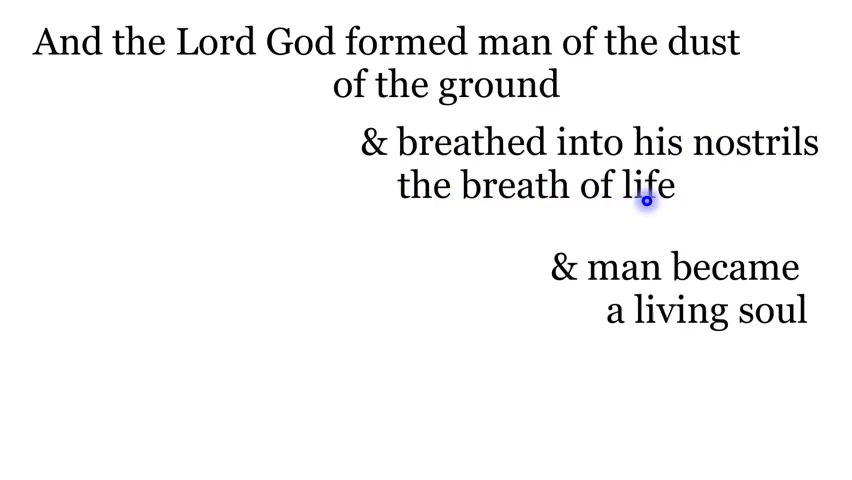 And the Lord God formed man of the dust
of the ground
& breathed into his nostrils
the breath of life
& man became
a living soul